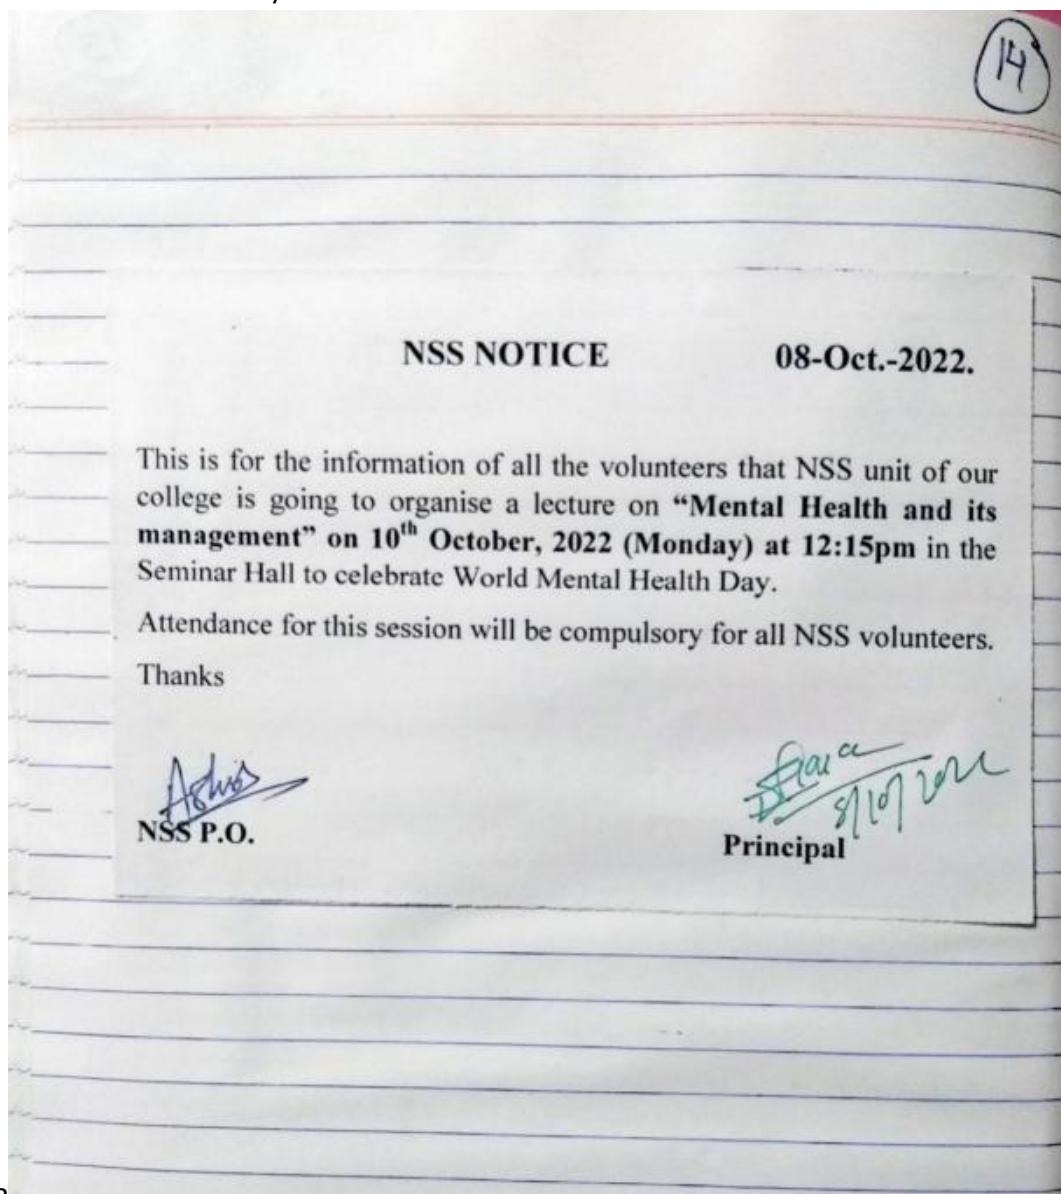 14
NSS NOTICE 08-Oct.-2022.
This is for the information of all the volunteers that NSS unit of our
college is going to organise a lecture on “Mental Health and its
management” on 10th October, 2022 (Monday) at 12:15pm in the
Seminar Hall to celebrate World Mental Health Day.
Attendance for this session will be compulsory for all NSS volunteers.
Thanks
8/10/2022
NSS P.O.
Principal